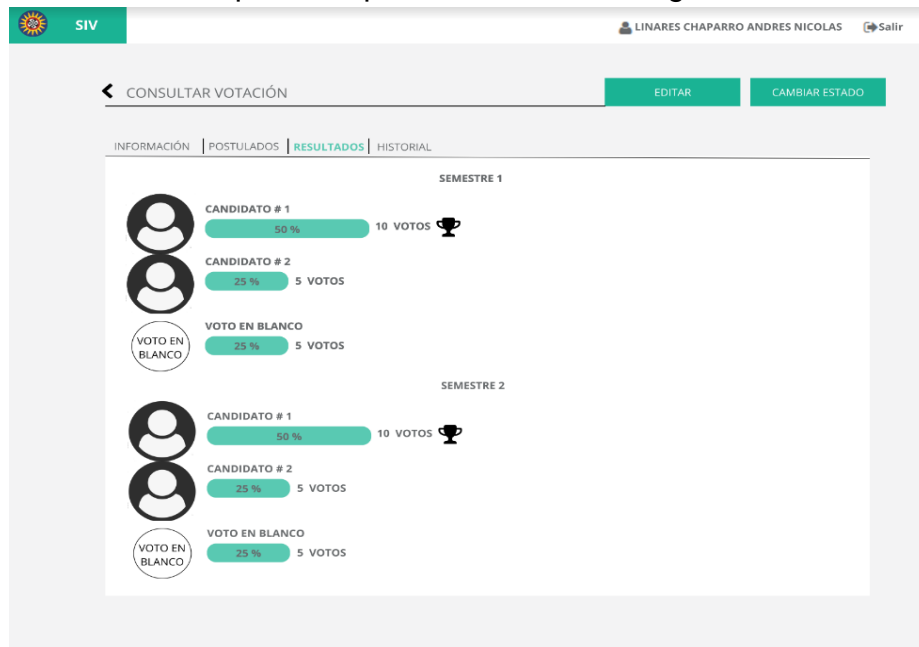 SIV LINARES CHAPARRO ANDRES NICOLAS Salir
CONSULTAR VOTACIÓN EDITAR CAMBIAR ESTADO
INFORMACIÓN POSTULADOS RESULTADOS HISTORIAL
SEMESTRE 1
CANDIDATO # 1
50 % 10 VOTOS
CANDIDATO # 2
25 % 5 VOTOS
VOTO EN BLANCO
VOTO EN
BLANCO
25 % 5 VOTOS
SEMESTRE 2
CANDIDATO # 1
50 % 10 VOTOS
CANDIDATO # 2
25 % 5 VOTOS
VOTO EN BLANCO
VOTO EN
BLANCO
25 % 5 VOTOS